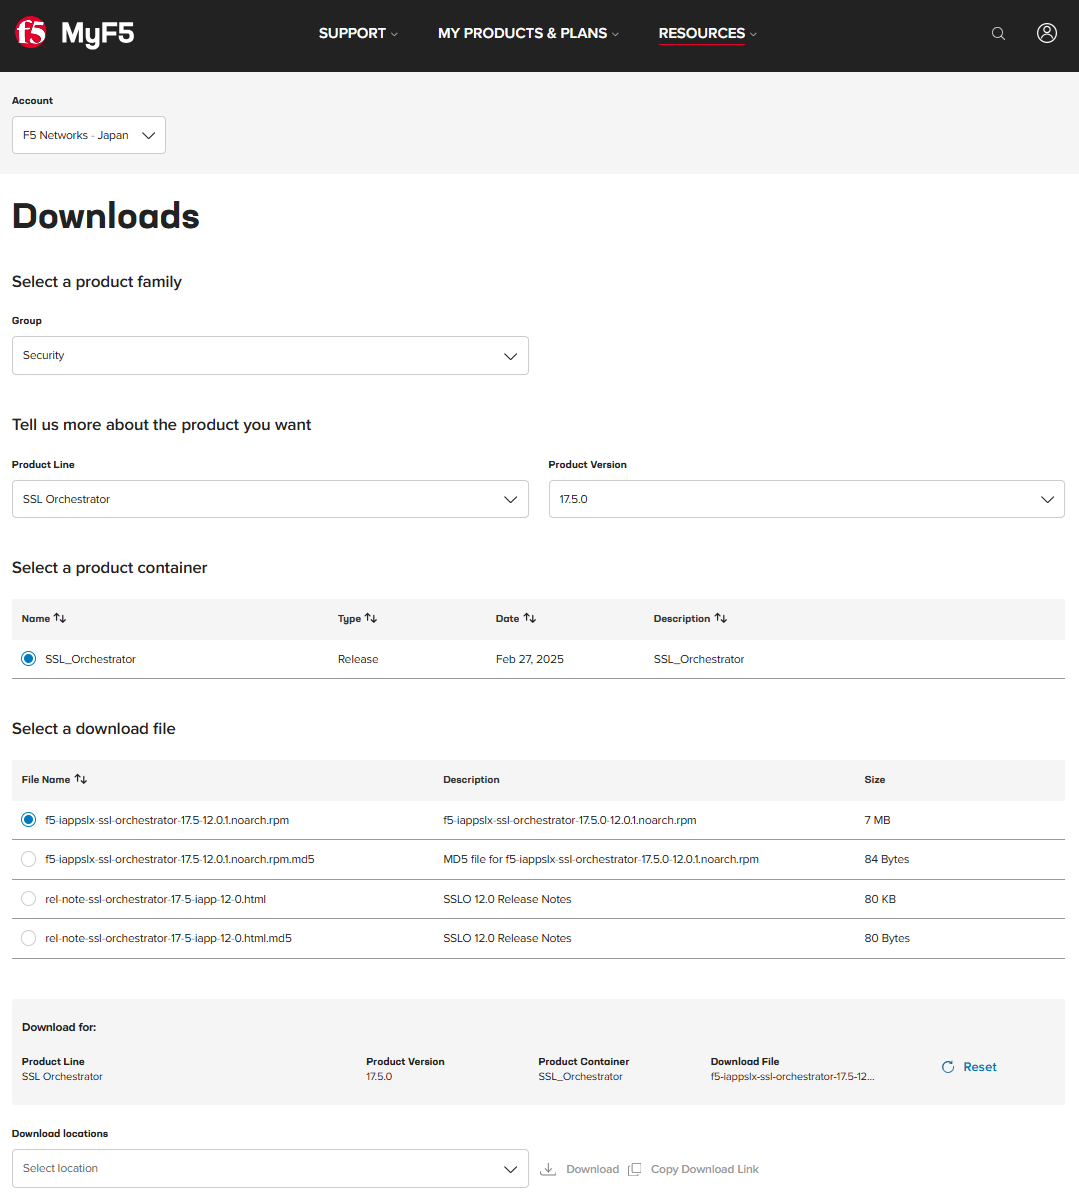 f5 MyF5 SUPPORT MY PRODUCTS & PLANS RESOURCES
Account
F5 Networks - Japan
Downloads
Select a product family
Group
Security
Tell us more about the product you want
Product Line Product Version
SSL Orchestrator 17.5.0
Select a product container
Name Type Date Description
SSL_Orchestrator Release Feb 27, 2025 SSL_Orchestrator
Select a download file
File Name Description Size
f5-iappslx-ssl-orchestrator-17.5-12.0.1.noarch.rpm f5-iappslx-ssl-orchestrator-17.5.0-12.0.1.noarch.rpm 7 MB
f5-iappslx-ssl-orchestrator-17.5-12.0.1.noarch.rpm.md5 MD5 file for f5-iappslx-ssl-orchestrator-17.5.0-12.0.1.noarch.rpm 84 Bytes
rel-note-ssl-orchestrator-17-5-iapp-12-0.html SSLO 12.0 Release Notes 80 KB
rel-note-ssl-orchestrator-17-5-iapp-12-0.html.md5 SSLO 12.0 Release Notes 80 Bytes
Download for:
Product Line Product Version Product Container Download File
SSL Orchestrator 17.5.0 SSL_Orchestrator f5-iappslx-ssl-orchestrator-17.5-12... Reset
Download locations
Select location Download Copy Download Link